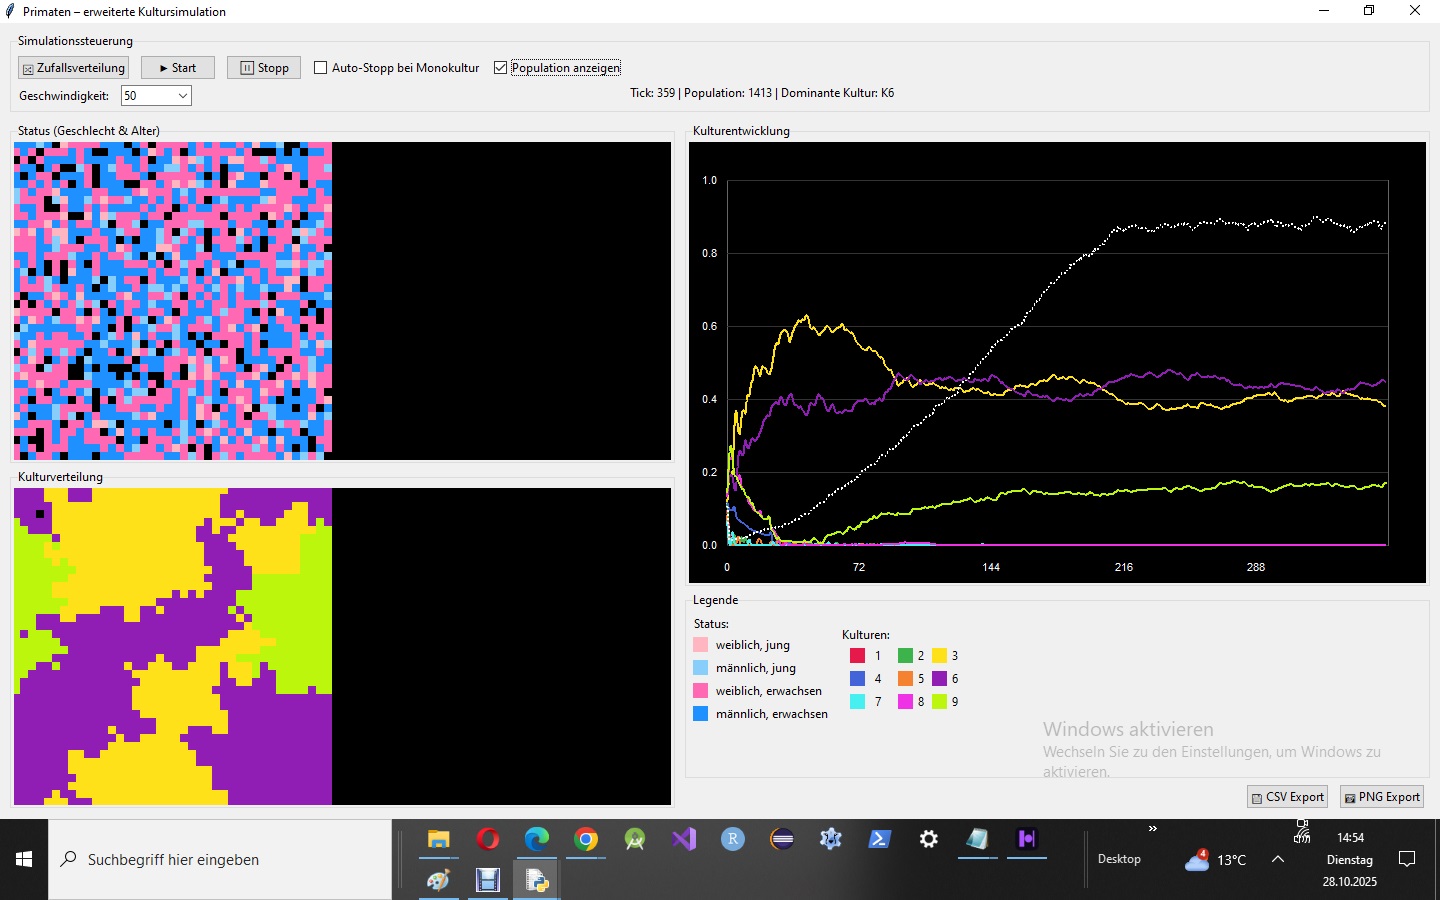 Primaten – erweiterte Kultursimulation
Simulationssteuerung
Zufallsverteilung
Start
Stopp
Auto-Stopp bei Monokultur
Population anzeigen
Geschwindigkeit:
50
Tick: 359 | Population: 1413 | Dominante Kultur: K6
Status (Geschlecht & Alter)
Kulturverteilung
Kulturentwicklung
1.0
0.8
0.6
0.4
0.2
0.0
0 72 144 216 288
Legende
Status:
weiblich, jung
männlich, jung
weiblich, erwachsen
männlich, erwachsen
Kulturen:
1 2 3
4 5 6
7 8 9
Windows aktivieren
Wechseln Sie zu den Einstellungen, um Windows zu
aktivieren.
CSV Export
PNG Export
Suchbegriff hier eingeben
R
Desktop
4
13°C
14:54
Dienstag
28.10.2025